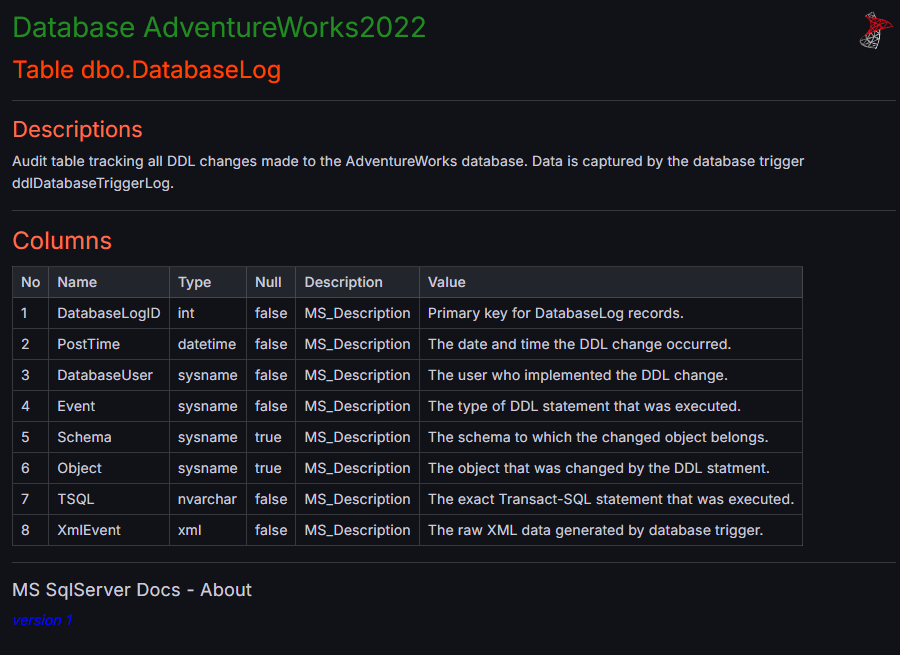 Database AdventureWorks2022
Table dbo.DatabaseLog
Descriptions
Audit table tracking all DDL changes made to the AdventureWorks database. Data is captured by the database trigger
ddlDatabaseTriggerLog.
Columns
No Name Type Null Description Value
1 DatabaseLogID int false MS_Description Primary key for DatabaseLog records.
2 PostTime datetime false MS_Description The date and time the DDL change occurred.
3 DatabaseUser sysname false MS_Description The user who implemented the DDL change.
4 Event sysname false MS_Description The type of DDL statement that was executed.
5 Schema sysname true MS_Description The schema to which the changed object belongs.
6 Object sysname true MS_Description The object that was changed by the DDL statment.
7 TSQL nvarchar false MS_Description The exact Transact-SQL statement that was executed.
8 XmlEvent xml false MS_Description The raw XML data generated by database trigger.
MS SqlServer Docs - About
version 1